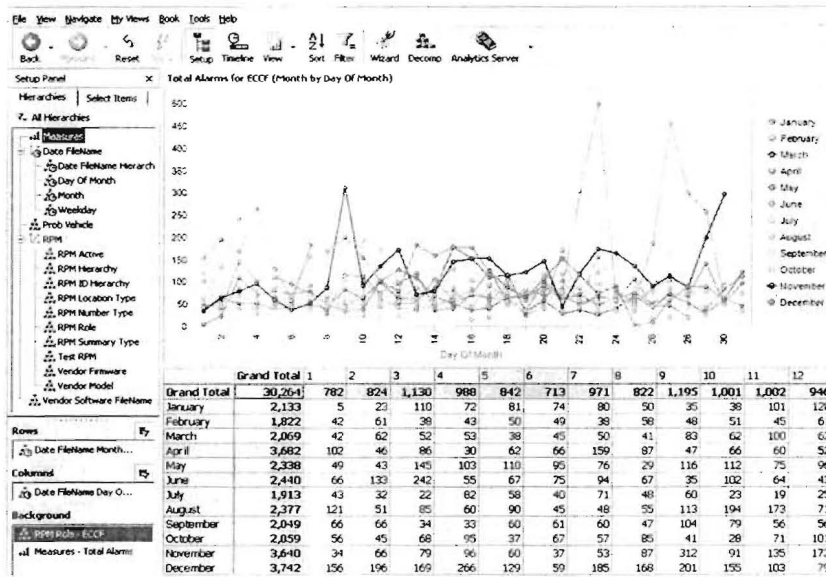 File View Navigate My Views Book Tools Help
Back Reset Setup Timeline View Sort Filter Wizard Decomp Analytics Server
Setup Panel
Hierarchies Select Items
All Hierarchies
Measures
Date FileName
Date FileName Hierarch
Day Of Month
Month
Weekday
Prob Vehicle
RPM
RPM Active
RPM Hierarchy
RPM ID Hierarchy
RPM Location Type
RPM Number Type
RPM Role
RPM Summary Type
Test RPM
Vendor Firmware
Vendor Model
Vendor Software FileName
Rows
Date FileName Month...
Columns
Date FileName Day O...
Background
RPM Role - ECCF
Measures - Total Alarms
Total Alarms for ECCF (Month by Day Of Month)
500
450
400
350
300
250
200
150
100
50
0
2 4 6 8 10 12 14 16 18 20 22 24 26 28 30
Day Of Month
January
February
March
April
May
June
July
August
September
October
November
December
Grand Total 1 2 3 4 5 6 7 8 9 10 11 12
Grand Total 30,264 782 824 1,130 988 842 713 971 822 1,195 1,001 1,002
January 2,133 5 23 110 72 81 74 80 50 35 38 101
February 1,822 42 61 38 43 50 49 38 58 48 51 45
March 2,069 42 62 52 53 38 45 50 41 83 62 100
April 3,682 102 46 86 30 62 66 159 87 47 66 60
May 2,338 49 43 145 103 110 95 76 29 116 112 75
June 2,440 66 133 242 55 67 75 94 67 35 102 64
July 1,913 43 32 22 82 58 40 71 48 60 23 19
August 2,377 121 51 85 60 90 45 48 55 113 194 173
September 2,049 66 66 34 33 60 61 60 47 104 79 56
October 2,059 56 45 68 95 37 67 57 85 41 28 71
November 3,640 34 66 79 96 60 37 53 87 312 91 135
December 3,742 156 196 169 266 129 59 185 168 201 155 103